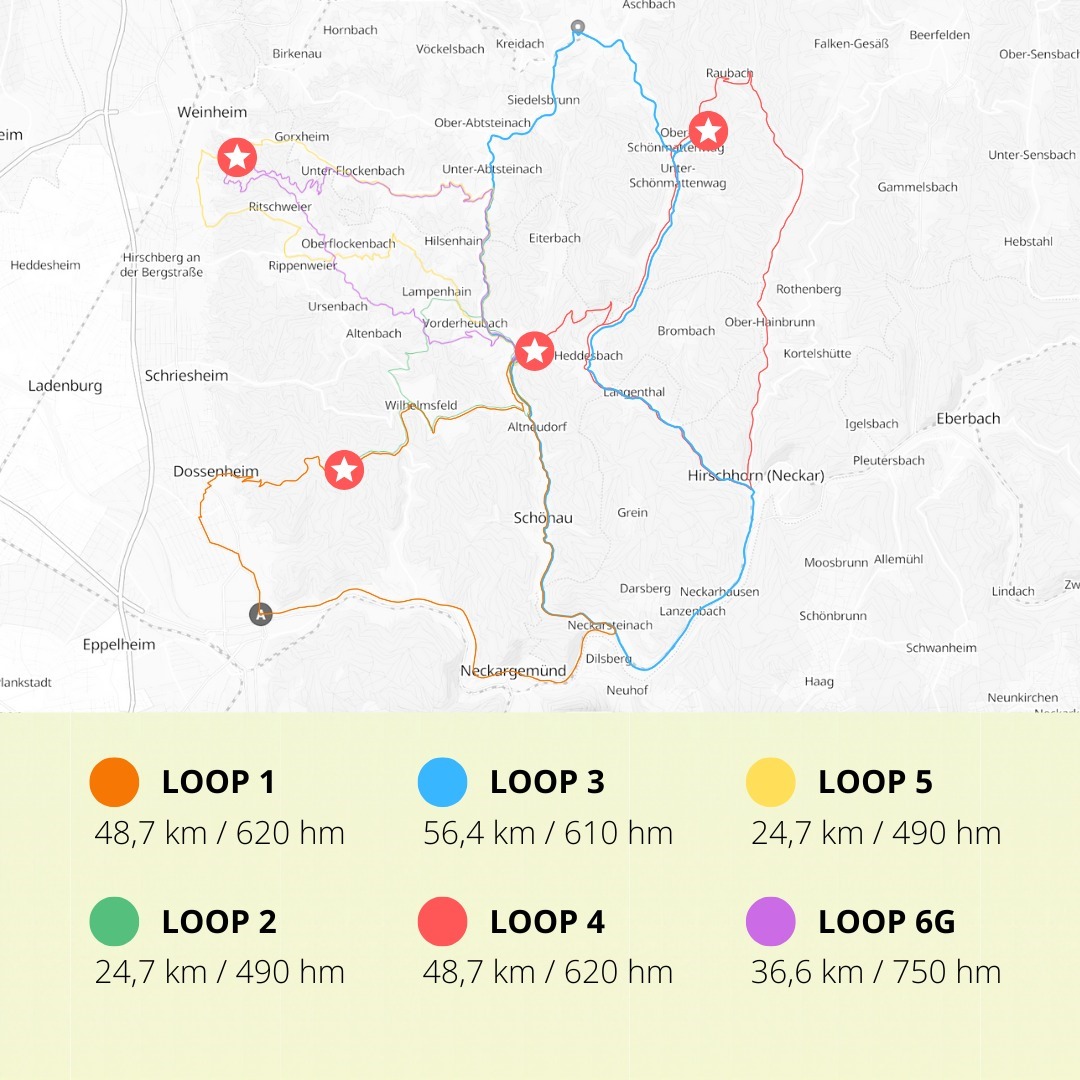 Aschbach
Hornbach
Beerfelden
Kreidach
Falken-Gesäß
Vöckelsbach
Birkenau
Ober-Sensbach
Raubach
Siedelsbrunn
Weinheim
Ober-Abtsteinach
Gorxheim
Ober-
Schönmattenwag
Unter-Sensbach
Unter-Flockenbach
Unter-Abtsteinach
Unter-
Schönmattenwag
Gammelsbach
Ritschweier
Eiterbach
Hilsenhain
Oberflockenbach
Hebstahl
Hirschberg an
der Bergstraße
Heddesheim
Rippenweier
Lampenhain
Rothenberg
Ursenbach
Vorderheubach
Ober-Hainbrunn
Altenbach
Brombach
Heddesbach
Kortelshütte
Schriesheim
Ladenburg
Langenthal
Wilhelmsfeld
Eberbach
Igelsbach
Altneudorf
Pleutersbach
Dossenheim
Hirschhorn (Neckar)
Grein
Schönau
Moosbrunn
Allemühl
Darsberg
Neckarhausen
Lindach
Lanzenbach
A
Schönbrunn
Neckarsteinach
Eppelheim
Schwanheim
Dilsberg
Neckargemünd
Haag
Neuhof
Neunkirchen
LOOP 1
48,7 km / 620 hm
LOOP 3
56,4 km / 610 hm
LOOP 5
24,7 km / 490 hm
LOOP 2
24,7 km / 490 hm
LOOP 4
48,7 km / 620 hm
LOOP 6G
36,6 km / 750 hm